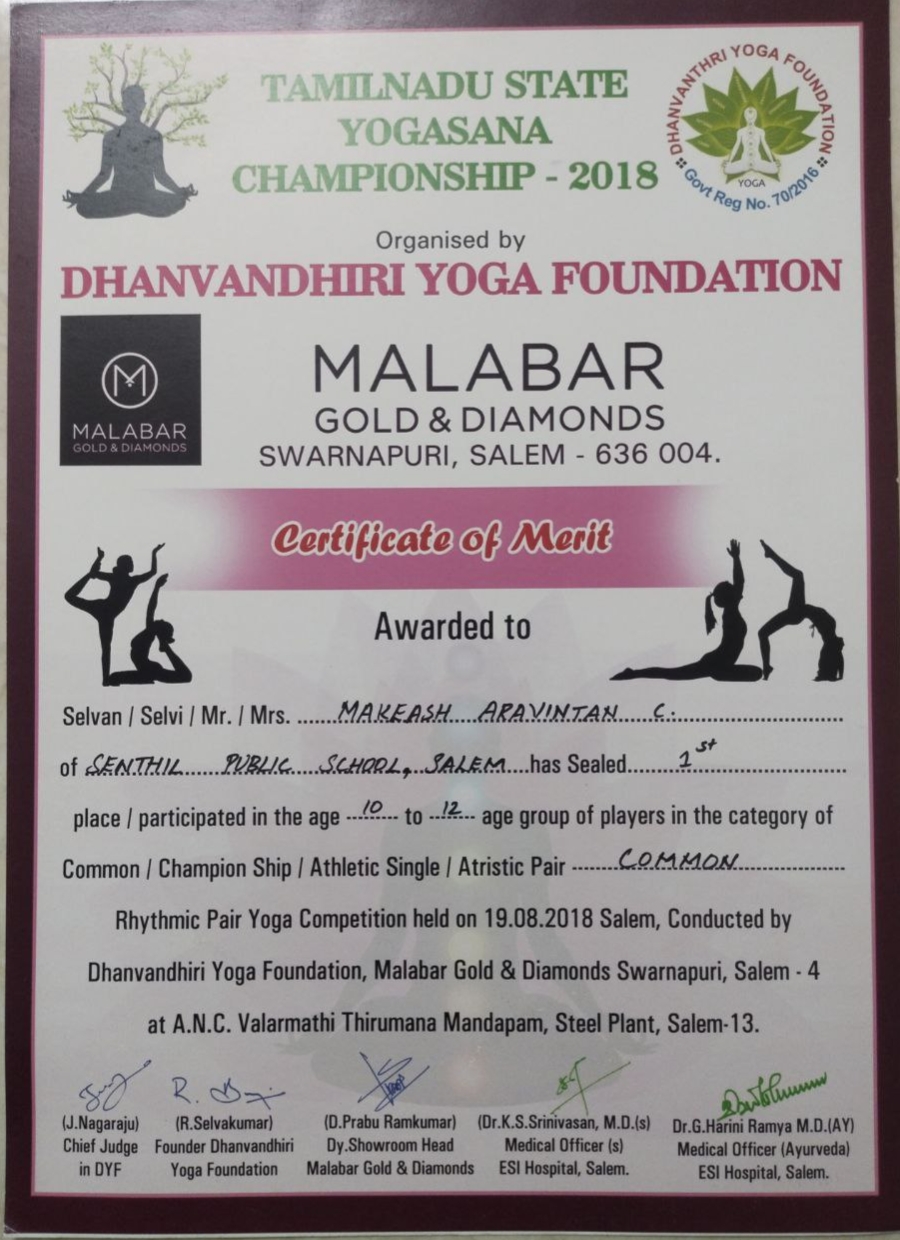 TAMILNADU STATE
YOGASANA
CHAMPIONSHIP - 2018
DHANVANTHRI YOGA FOUNDATION
YOGA
Govt Reg No. 70/2016
Organised by
DHANVANDHIRI YOGA FOUNDATION
M
MALABAR
GOLD & DIAMONDS
MALABAR
GOLD & DIAMONDS
SWARNAPURI, SALEM - 636 004.
Certificate of Merit
Awarded to
Selvan / Selvi / Mr. / Mrs. MAKEASH ARAVINTAN C.
of SENTHIL PUBLIC SCHOOL, SALEM has Sealed 1st
place / participated in the age 10 to 12 age group of players in the category of
Common / Champion Ship / Athletic Single / Atristic Pair COMMON
Rhythmic Pair Yoga Competition held on 19.08.2018 Salem, Conducted by
Dhanvandhiri Yoga Foundation, Malabar Gold & Diamonds Swarnapuri, Salem - 4
at A.N.C. Valarmathi Thirumana Mandapam, Steel Plant, Salem-13.
(J.Nagaraju)
Chief Judge
in DYF
(R.Selvakumar)
Founder Dhanvandhiri
Yoga Foundation
(D.Prabu Ramkumar)
Dy.Showroom Head
Malabar Gold & Diamonds
(Dr.K.S.Srinivasan, M.D.(s)
Medical Officer (s)
ESI Hospital, Salem.
Dr.G.Harini Ramya M.D.(AY)
Medical Officer (Ayurveda)
ESI Hospital, Salem.